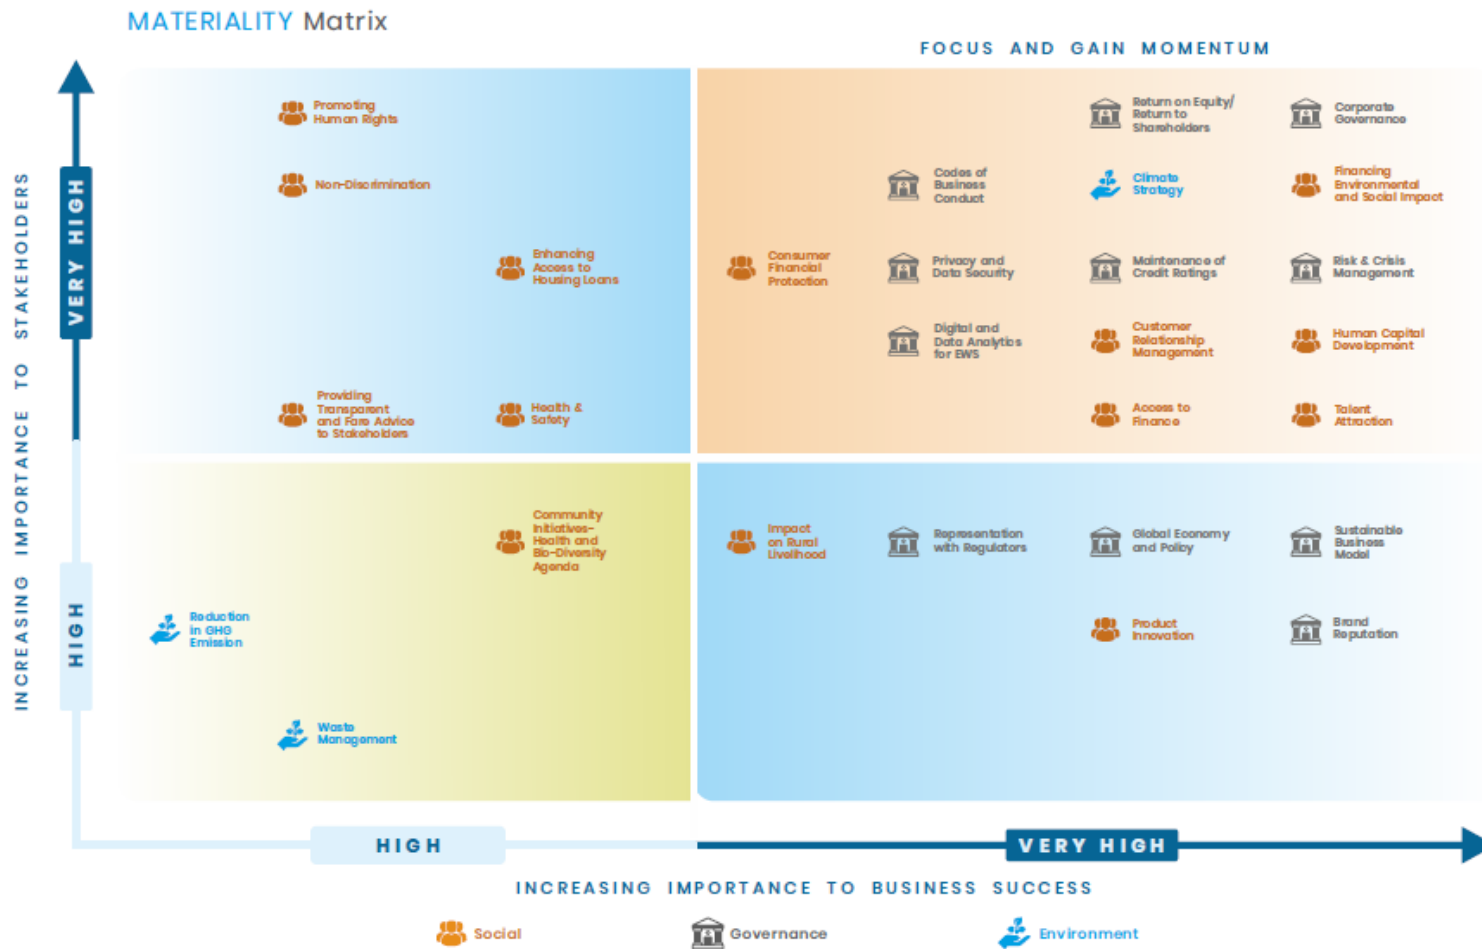 MATERIALITY Matrix
FOCUS AND GAIN MOMENTUM
INCREASING IMPORTANCE TO STAKEHOLDERS
VERY HIGH
HIGH
Promoting
Human Rights
Non-Discrimination
Enhancing
Access to
Housing Loans
Providing
Transparent
and Fare Advice
to Stakeholders
Health &
Safety
Return on Equity/
Return to
Shareholders
Corporate
Governance
Codes of
Business
Conduct
Climate
Strategy
Financing
Environmental
and Social Impact
Consumer
Financial
Protection
Privacy and
Data Security
Maintenance of
Credit Ratings
Risk & Crisis
Management
Digital and
Data Analytics
for EWS
Customer
Relationship
Management
Human Capital
Development
Access to
Finance
Talent
Attraction
Community
Initiatives-
Health and
Bio-Diversity
Agenda
Reduction
in GHG
Emission
Waste
Management
Impact
on Rural
Livelihood
Representation
with Regulators
Global Economy
and Policy
Sustainable
Business
Model
Product
Innovation
Brand
Reputation
HIGH
VERY HIGH
INCREASING IMPORTANCE TO BUSINESS SUCCESS
Social
Governance
Environment